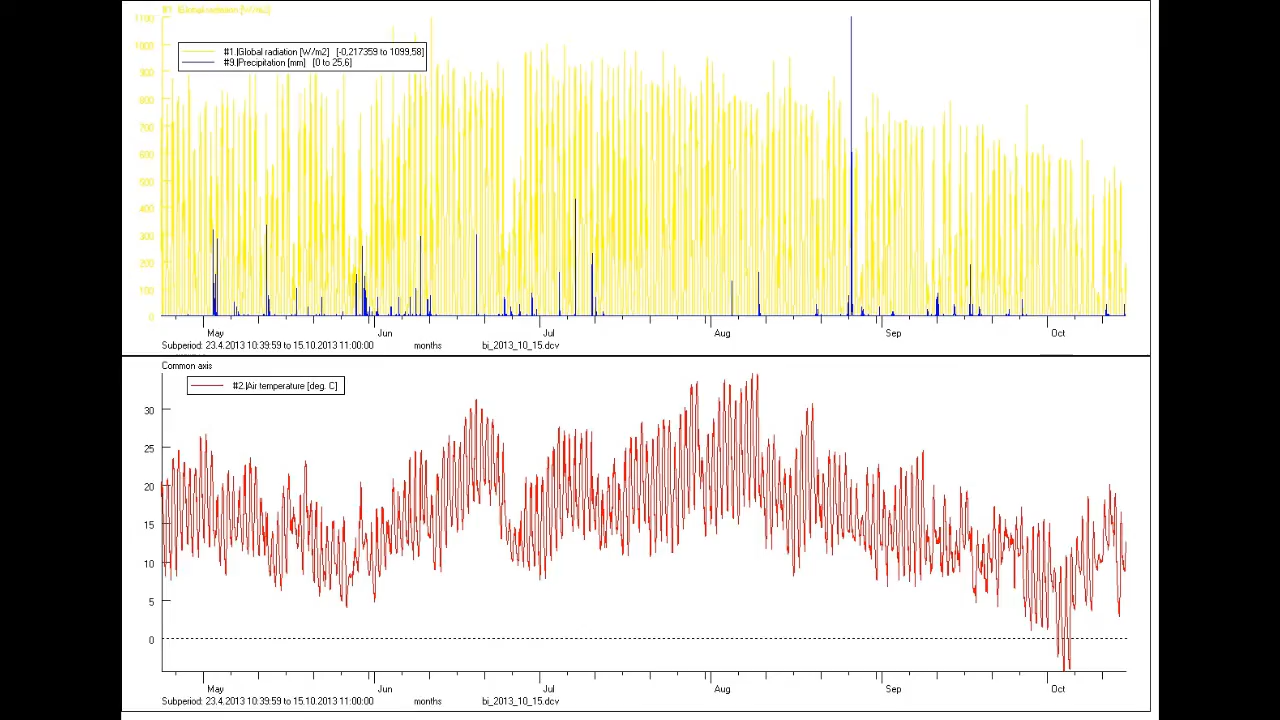 #1 Global radiation [W/m2]
1100
#1.|Global radiation [W/m2] [-0,217359 to 1099,58]
#9.|Precipitation [mm] [0 to 25,6]
900
800
700
600
500
400
300
200
100
0
May Jun Jul Aug Sep Oct
Subperiod: 23.4.2013 10:39:59 to 15.10.2013 11:00:00 months bi_2013_10_15.dcv
Common axis
#2.|Air temperature [deg. C]
30
25
20
15
10
5
0
May Jun Jul Aug Sep Oct
Subperiod: 23.4.2013 10:39:59 to 15.10.2013 11:00:00 months bi_2013_10_15.dcv